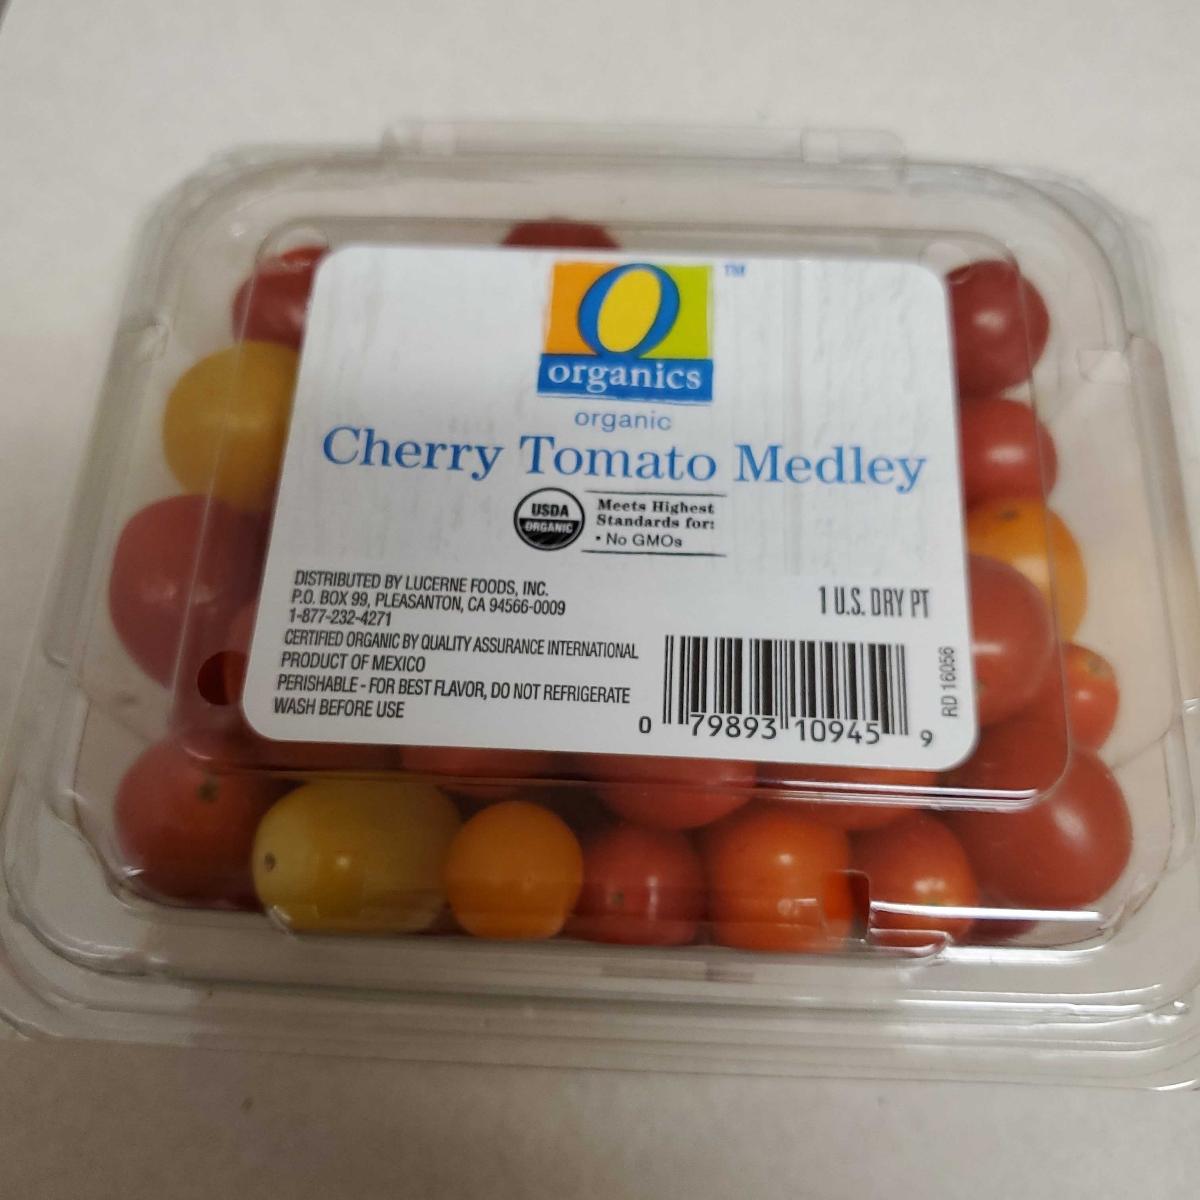 O
TM
organics
organic
Cherry Tomato Medley
USDA
ORGANIC
Meets Highest
Standards for:
• No GMOs
DISTRIBUTED BY LUCERNE FOODS, INC.
P.O. BOX 99, PLEASANTON, CA 94566-0009
1-877-232-4271
CERTIFIED ORGANIC BY QUALITY ASSURANCE INTERNATIONAL
PRODUCT OF MEXICO
PERISHABLE - FOR BEST FLAVOR, DO NOT REFRIGERATE
WASH BEFORE USE
1 U.S. DRY PT
0 79893 10945 9
RD 16056